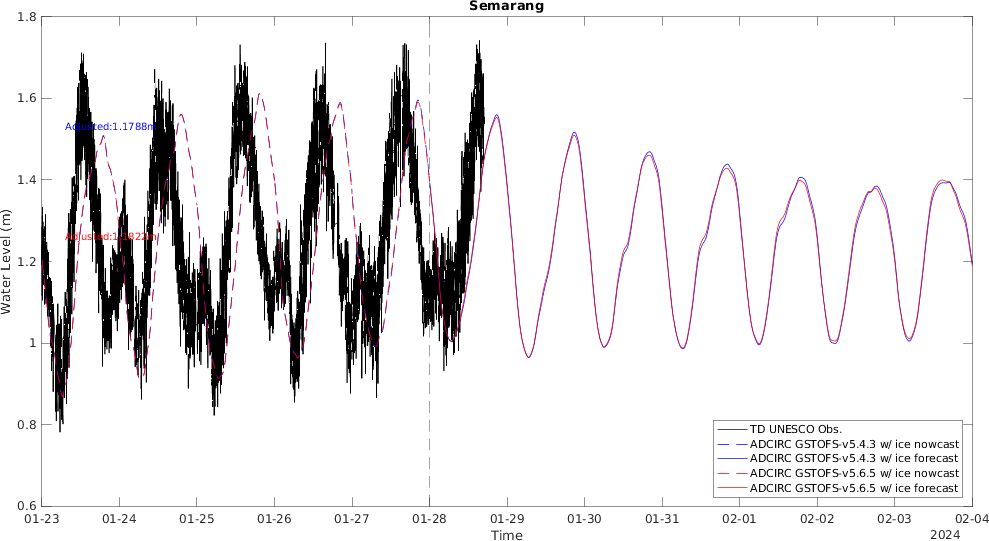 Semarang
1.8
1.6
1.4
1.2
1
0.8
0.6
Water Level (m)
Adjusted:1.1788m
01-23
01-24
01-25
01-26
01-27
01-28
01-29
01-30
01-31
02-01
02-02
02-03
02-04
Time
2024
TD UNESCO Obs.
ADCIRC GSTOFS-v5.4.3 w/ ice nowcast
ADCIRC GSTOFS-v5.4.3 w/ ice forecast
ADCIRC GSTOFS-v5.6.5 w/ ice nowcast
ADCIRC GSTOFS-v5.6.5 w/ ice forecast